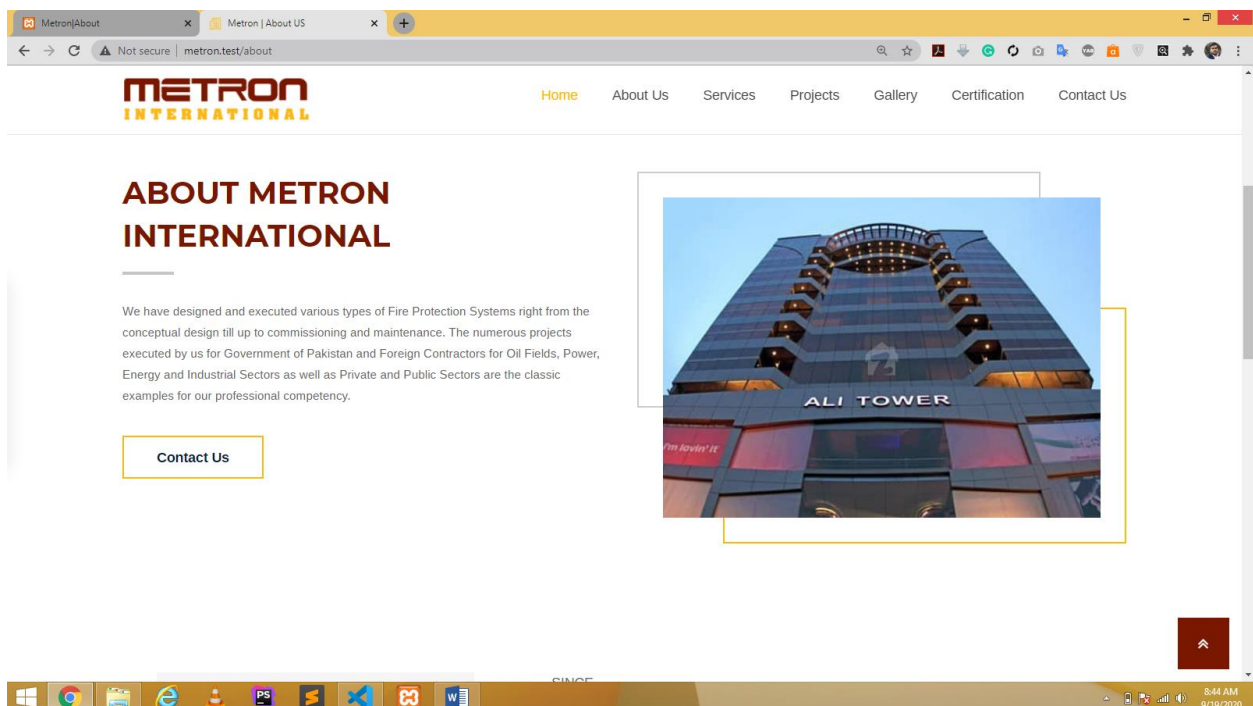 Metron|About
Metron | About US
Not secure
metron.test/about
METRON
INTERNATIONAL
Home
About Us
Services
Projects
Gallery
Certification
Contact Us
ABOUT METRON
INTERNATIONAL
We have designed and executed various types of Fire Protection Systems right from the
conceptual design till up to commissioning and maintenance. The numerous projects
executed by us for Government of Pakistan and Foreign Contractors for Oil Fields, Power,
Energy and Industrial Sectors as well as Private and Public Sectors are the classic
examples for our professional competency.
Contact Us
ALI TOWER
i'm lovin' it
SINCE
PS
W
8:44 AM
9/19/2020